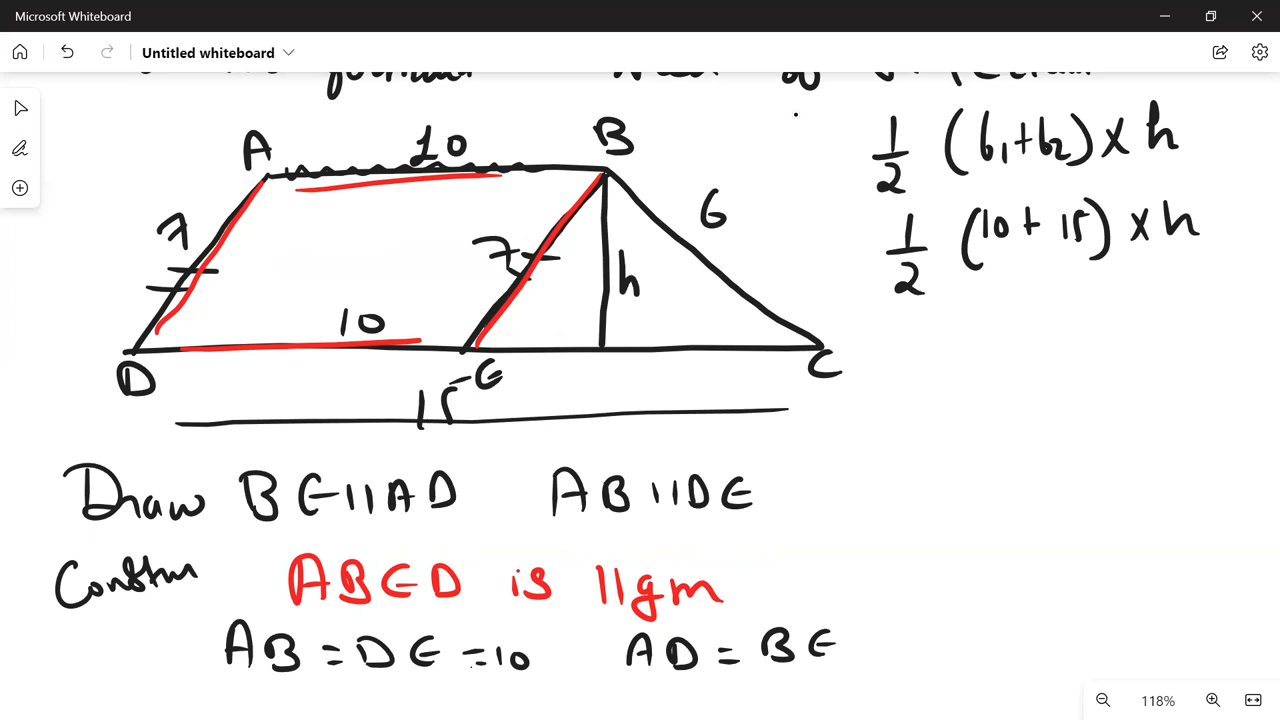 Microsoft Whiteboard
Untitled whiteboard
1/2 (b1+b2) × h
1/2 (10 + 15) × h
A 10 B
7 7 6
h
10
D E C
15
Draw BE||AD AB||DE
Constrn ABED is ||gm
AB = DE = 10 AD = BE
118%